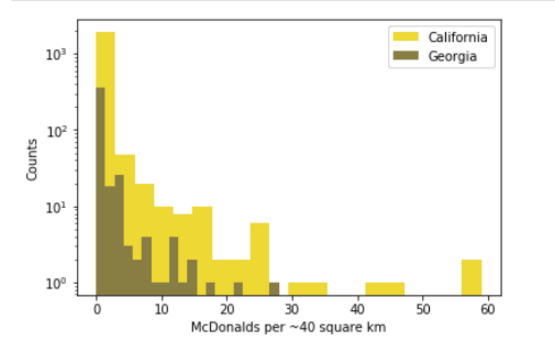 California
Georgia
10³
10²
10¹
10⁰
Counts
0 10 20 30 40 50 60
McDonalds per ~40 square km